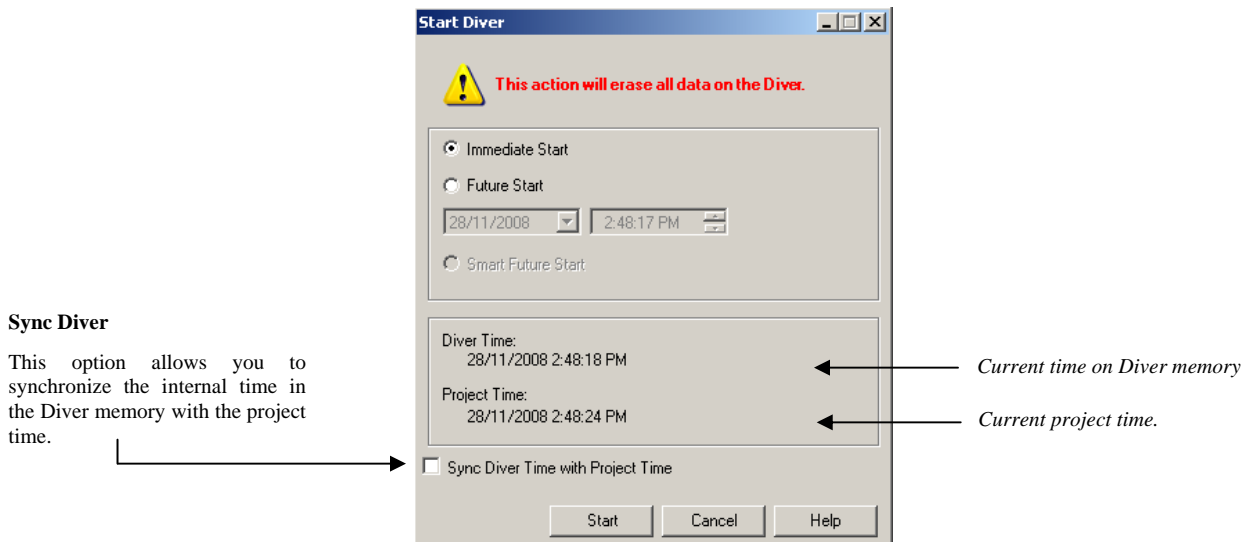 Start Diver
This action will erase all data on the Diver.
Immediate Start
Future Start
28/11/2008 2:48:17 PM
Smart Future Start
Sync Diver
This option allows you to
synchronize the internal time in
the Diver memory with the project
time.
Diver Time:
28/11/2008 2:48:18 PM
Current time on Diver memory
Project Time:
28/11/2008 2:48:24 PM
Current project time.
Sync Diver Time with Project Time
Start Cancel Help